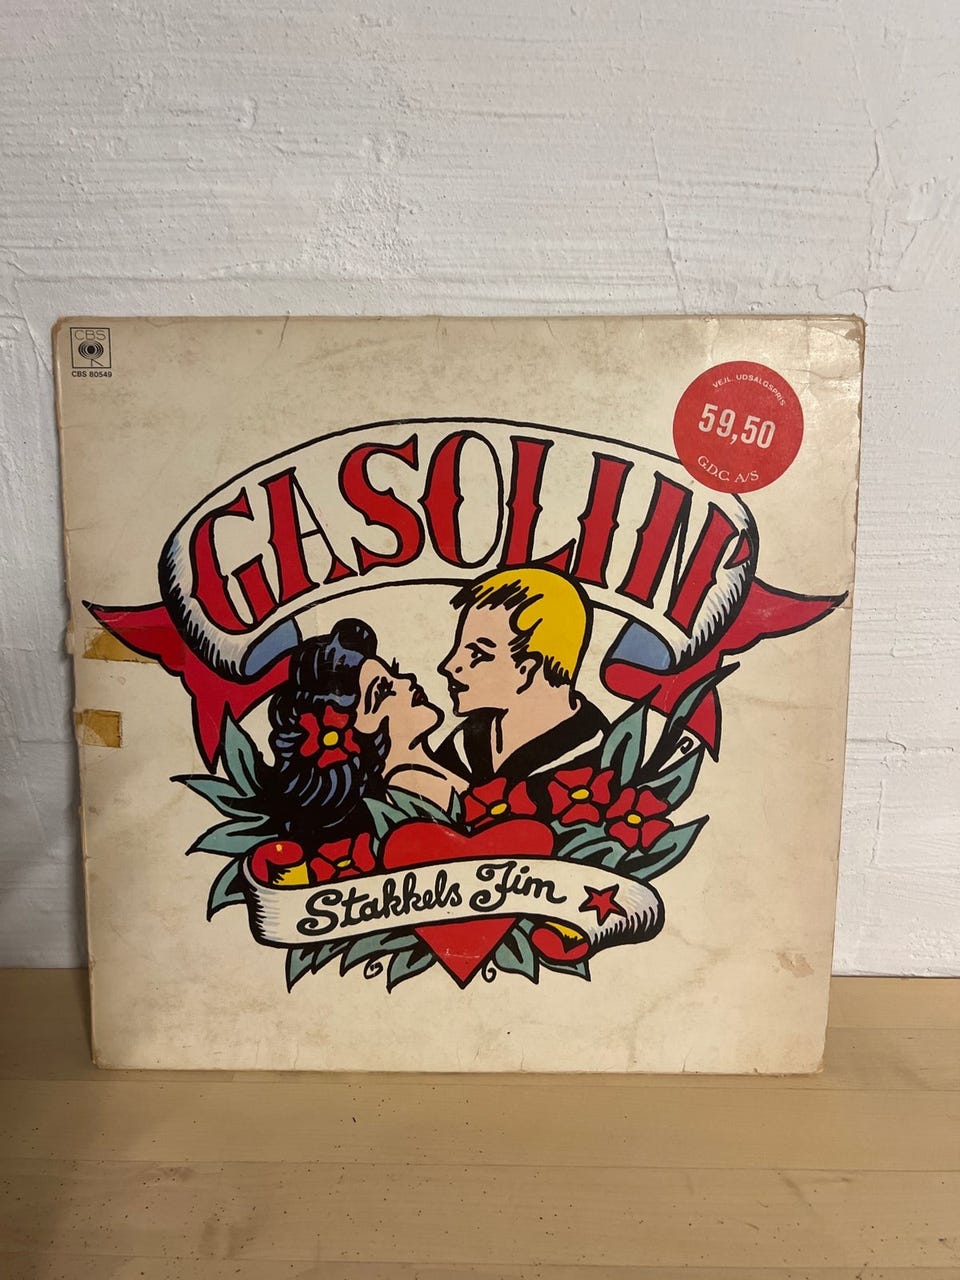 CBS
CBS 80549
VEJL. UDSALGSPRIS
59,50
G.D.C. A/S
GASOLIN'
Stakkels Jim